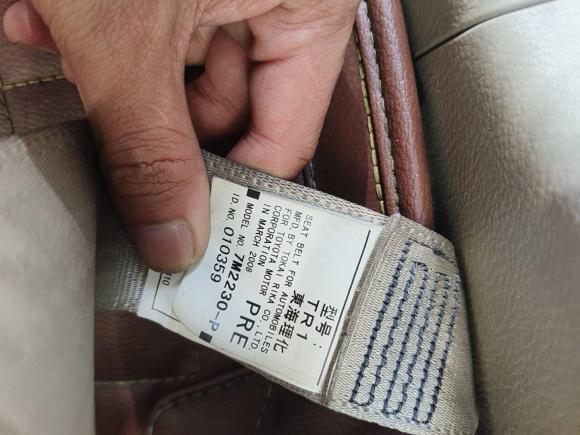 型号:
TR1
東海理化
SEAT BELT FOR AUTOMOBILES
MFD. BY TOKAI RIKA CO., LTD.
FOR TOYOTA MOTOR
CORPORATION
IN MARCH 2008
PRE
MODEL NO. 7M2230-P
ID. NO. 010359